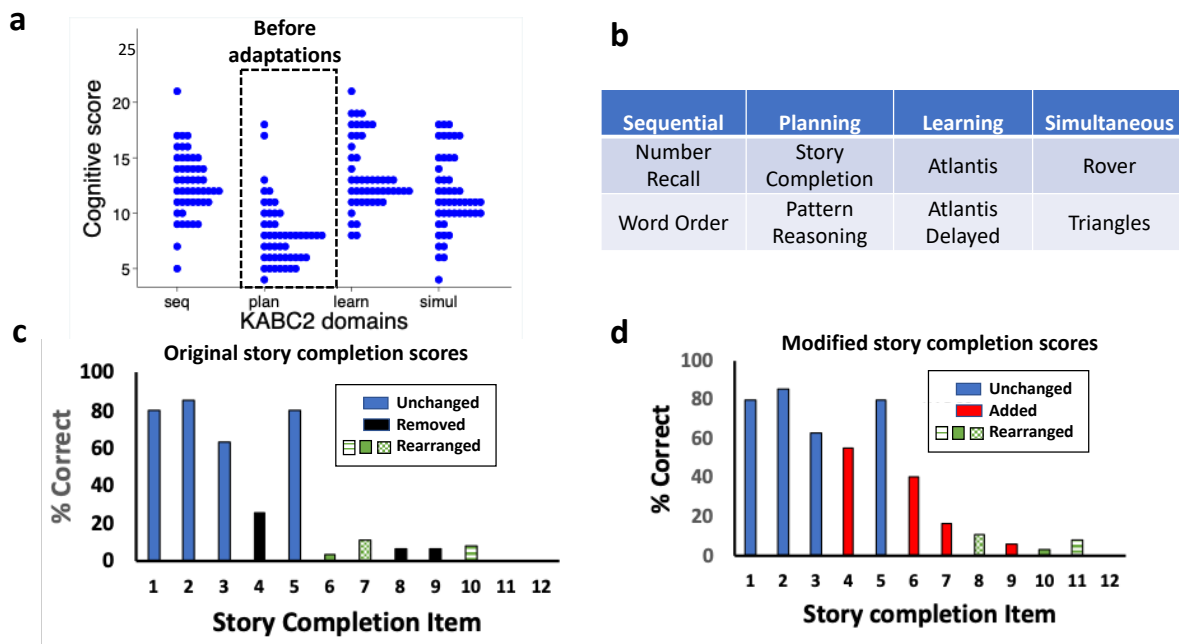 a
Before
adaptations
25
20
15
10
5
Cognitive score
seq plan learn simul
KABC2 domains
b
Sequential Planning Learning Simultaneous
Number Recall Story Completion Atlantis Rover
Word Order Pattern Reasoning Atlantis Delayed Triangles
c
Original story completion scores
100
80
60
40
20
0
% Correct
Unchanged
Removed
Rearranged
1 2 3 4 5 6 7 8 9 10 11 12
Story Completion Item
d
Modified story completion scores
100
80
60
40
20
0
% Correct
Unchanged
Added
Rearranged
1 2 3 4 5 6 7 8 9 10 11 12
Story completion Item